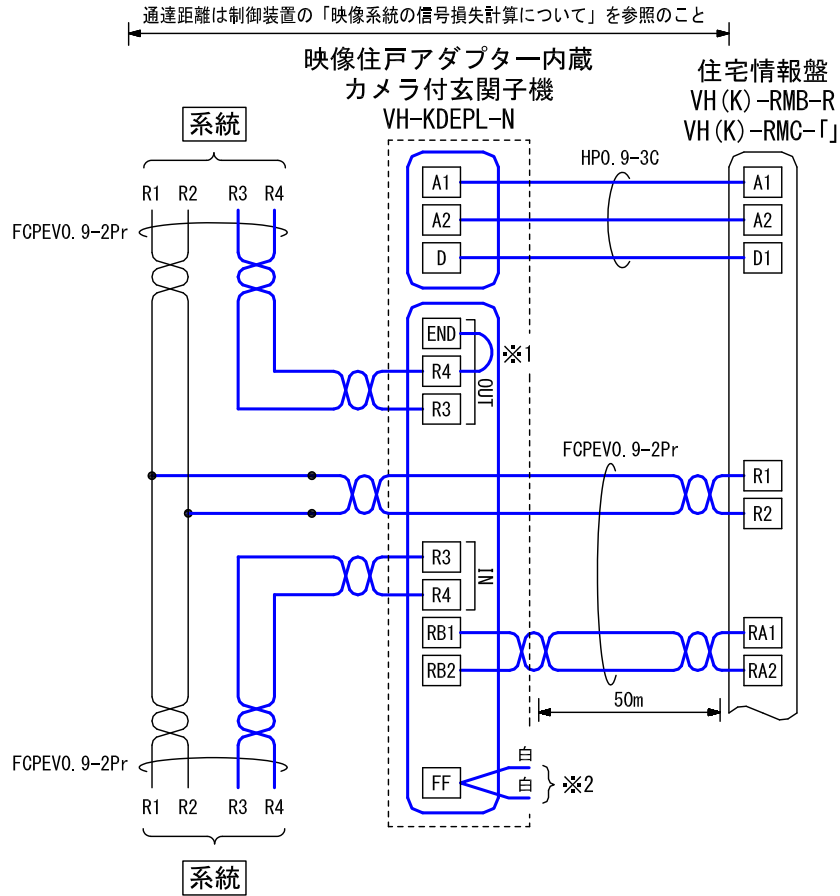 通達距離は制御装置の「映像系統の信号損失計算について」を参照のこと
映像住戸アダプター内蔵
カメラ付玄関子機
VH-KDEPL-N
住宅情報盤
VH(K)-RMB-R
VH(K)-RMC-「」
系統
R1 R2 R3 R4
FCPEV0.9-2Pr
HP0.9-3C
A1
A2
D
A1
A2
D1
END
R4
R3
OUT
※1
FCPEV0.9-2Pr
R1
R2
R3
R4
IN
RB1
RB2
RA1
RA2
50m
FF
白
白
※2
FCPEV0.9-2Pr
R1 R2 R3 R4
系統